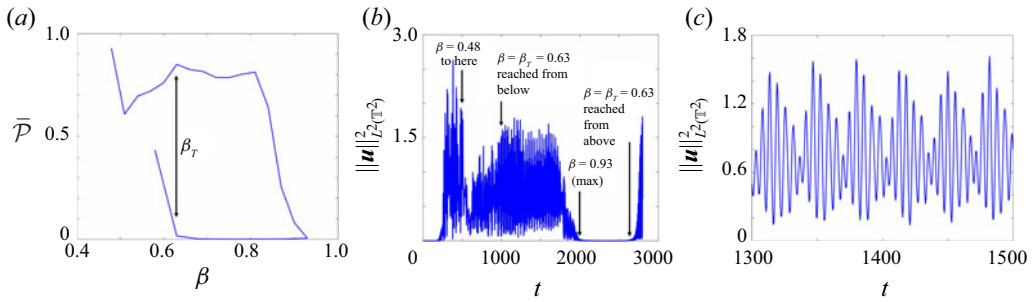 (a)
1.0
0.5
0
𝒫̄
β_T
0.4
0.6
0.8
1.0
β
(b)
3.0
1.5
0
||u||²_{L²(𝕋²)}
β = 0.48
to here
β = β_T = 0.63
reached from
below
β = β_T = 0.63
reached
from
above
β = 0.93
(max)
0
1000
2000
3000
t
(c)
1.8
1.2
0.6
0
||u||²_{L²(𝕋²)}
1300
1400
1500
t